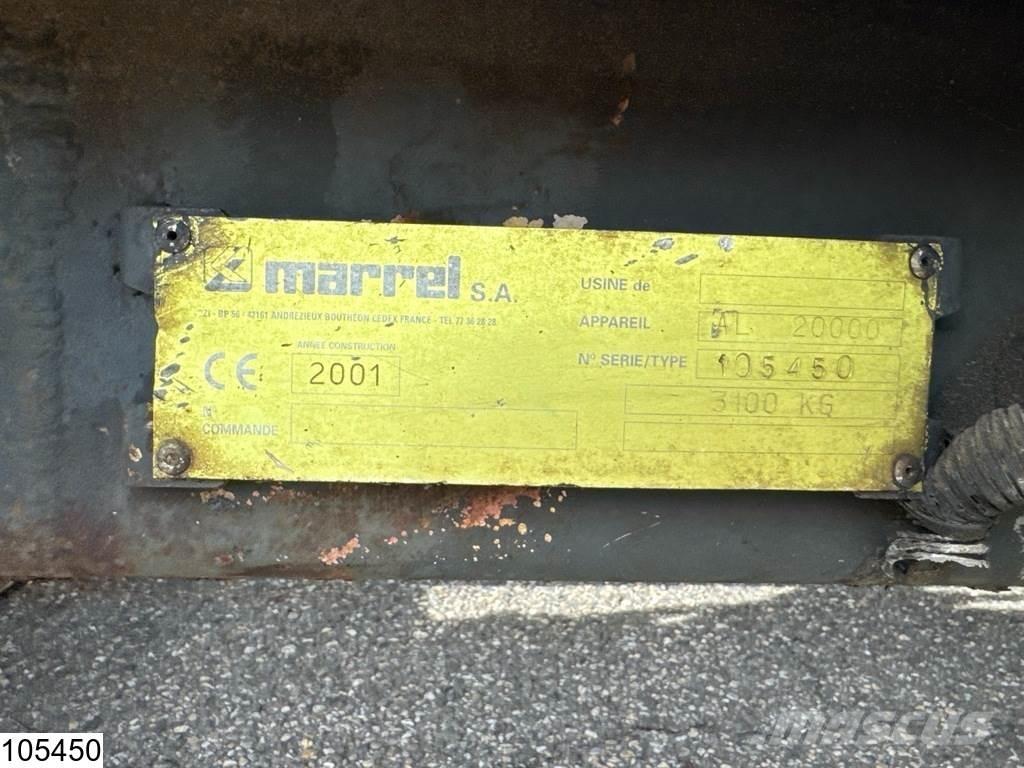 marrel S.A.
ZI - BP 56 - 42161 ANDREZIEUX BOUTHEON CEDEX FRANCE - TEL 77 36 28 28
CE
ANNEE CONSTRUCTION
2001
N°
COMMANDE
USINE de
APPAREIL AL 20000
N° SERIE/TYPE 105450
3100 KG
105450
MASCUS